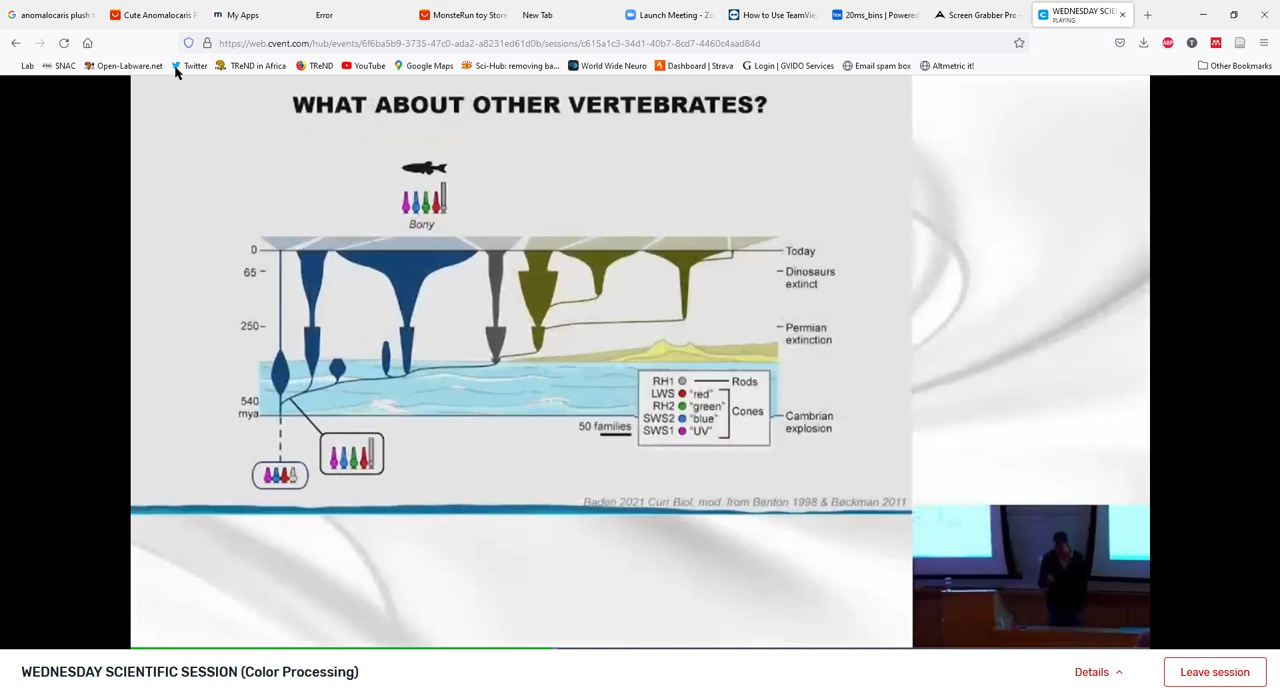 anomalocaris plush t
Cute Anomalocaris P
My Apps
Error
MonsteRun toy Store
New Tab
Launch Meeting - Zo
How to Use TeamVie
20ms_bins | Powered
Screen Grabber Pro -
WEDNESDAY SCIEN
PLAYING
https://web.cvent.com/hub/events/6f6ba5b9-3735-47c0-ada2-a8231ed61d0b/sessions/c615a1c3-34d1-40b7-8cd7-4460c4aad84d
Lab
SNAC
Open-Labware.net
Twitter
TReND in Africa
TReND
YouTube
Google Maps
Sci-Hub: removing ba...
World Wide Neuro
Dashboard | Strava
Login | GVIDO Services
Email spam box
Altmetric it!
Other Bookmarks
WHAT ABOUT OTHER VERTEBRATES?
Bony
0
Today
65
Dinosaurs
extinct
250
Permian
extinction
RH1
Rods
LWS "red"
RH2 "green"
Cones
SWS2 "blue"
SWS1 "UV"
540
mya
Cambrian
explosion
50 families
Baden 2021 Curr Biol, mod. from Benton 1998 & Beckman 2011
WEDNESDAY SCIENTIFIC SESSION (Color Processing)
Details
Leave session